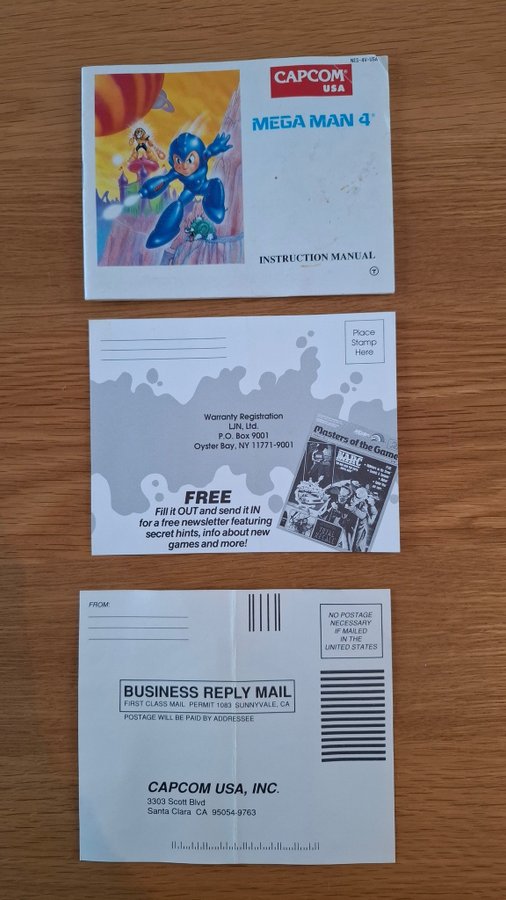 NES-4V-USA
CAPCOM
USA
MEGA MAN 4
INSTRUCTION MANUAL
Place
Stamp
Here
Warranty Registration
LJN, Ltd.
P.O. Box 9001
Oyster Bay, NY 11771-9001
Masters of the Game
FREE
Fill it OUT and send it IN
for a free newsletter featuring
secret hints, info about new
games and more!
FROM:
NO POSTAGE
NECESSARY
IF MAILED
IN THE
UNITED STATES
BUSINESS REPLY MAIL
FIRST CLASS MAIL PERMIT 1083 SUNNYVALE, CA
POSTAGE WILL BE PAID BY ADDRESSEE
CAPCOM USA, INC.
3303 Scott Blvd
Santa Clara CA 95054-9763